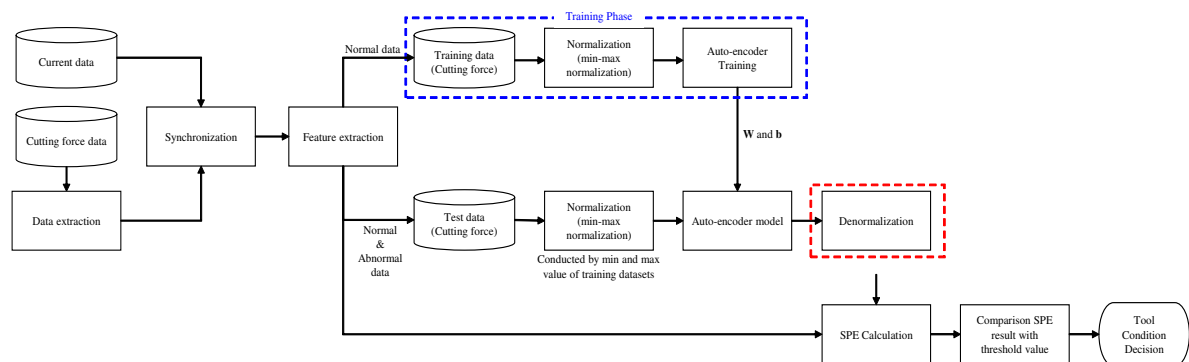 Training Phase
Current data
Normal data
Training data
(Cutting force)
Normalization
(min-max
normalization)
Auto-encoder
Training
Cutting force data
Synchronization
Feature extraction
W and b
Data extraction
Normal
&
Abnormal
data
Test data
(Cutting force)
Normalization
(min-max
normalization)
Conducted by min and max
value of training datasets
Auto-encoder model
Denormalization
SPE Calculation
Comparison SPE
result with
threshold value
Tool
Condition
Decision